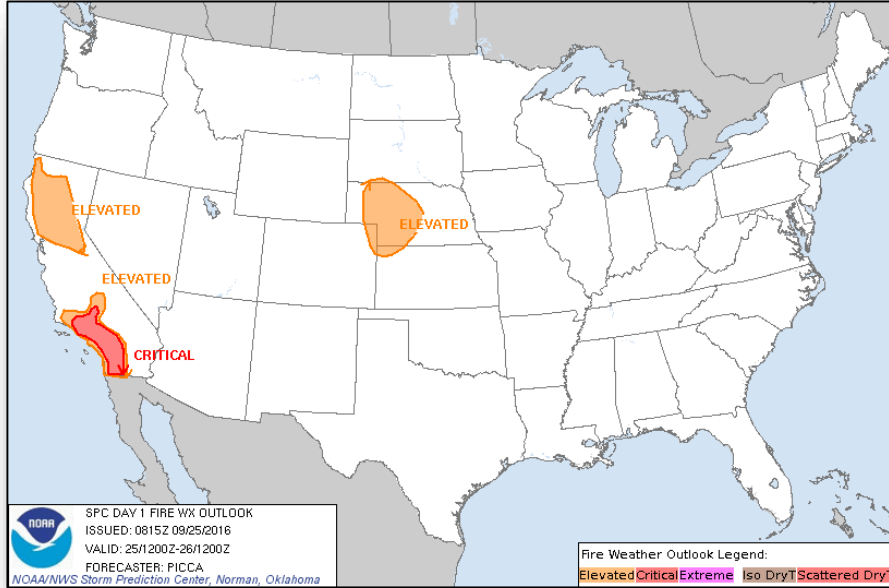 ELEVATED
ELEVATED
ELEVATED
CRITICAL
NOAA
SPC DAY 1 FIRE WX OUTLOOK
ISSUED: 0815Z 09/25/2016
VALID: 25/1200Z-26/1200Z
FORECASTER: PICCA
NOAA/NWS Storm Prediction Center, Norman, Oklahoma
Fire Weather Outlook Legend:
Elevated Critical Extreme Iso DryT Scattered DryT